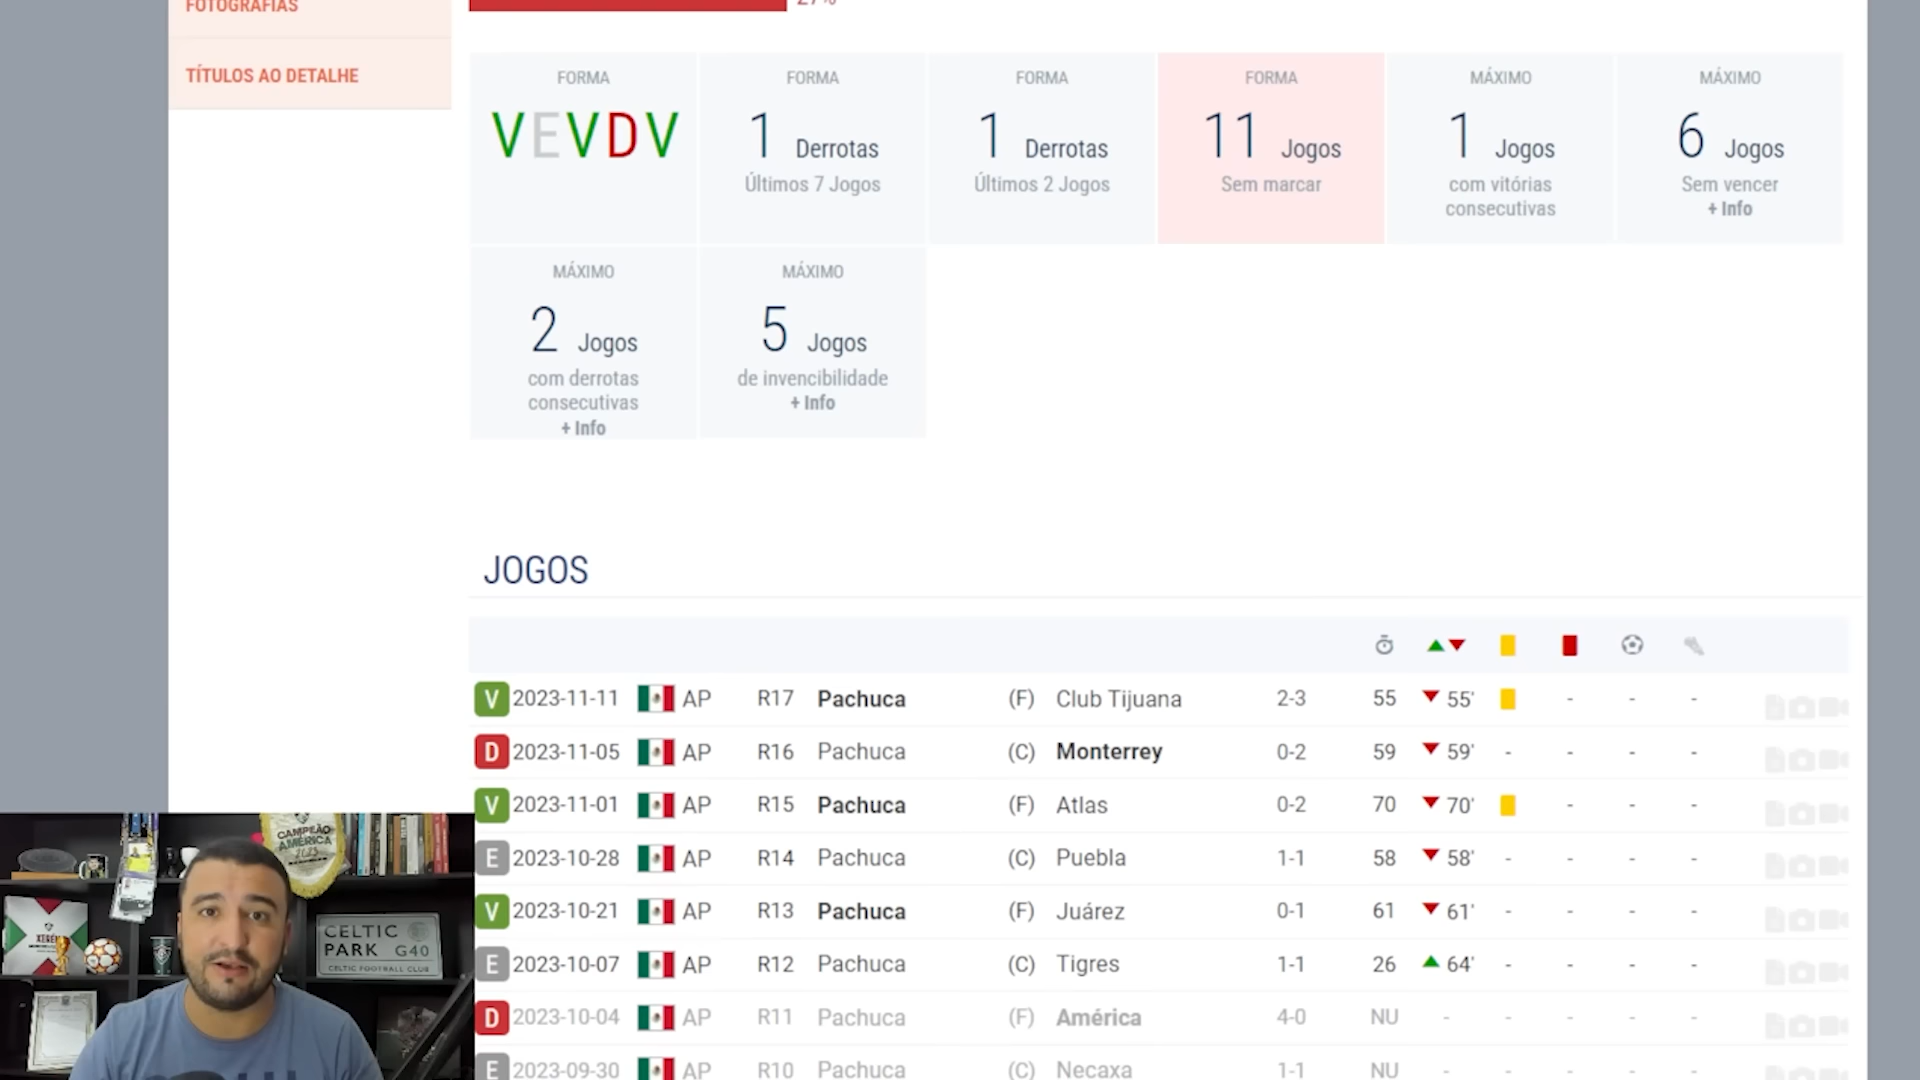 FOTOGRAFIAS
TÍTULOS AO DETALHE
27%
FORMA
VEVDV
FORMA
1 Derrotas
Últimos 7 Jogos
FORMA
1 Derrotas
Últimos 2 Jogos
FORMA
11 Jogos
Sem marcar
MÁXIMO
1 Jogos
com vitórias
consecutivas
MÁXIMO
6 Jogos
Sem vencer
+ Info
MÁXIMO
2 Jogos
com derrotas
consecutivas
+ Info
MÁXIMO
5 Jogos
de invencibilidade
+ Info
JOGOS
V 2023-11-11 AP R17 Pachuca (F) Club Tijuana 2-3 55 55' - - -
D 2023-11-05 AP R16 Pachuca (C) Monterrey 0-2 59 59' - - - -
V 2023-11-01 AP R15 Pachuca (F) Atlas 0-2 70 70' - - -
E 2023-10-28 AP R14 Pachuca (C) Puebla 1-1 58 58' - - - -
V 2023-10-21 AP R13 Pachuca (F) Juárez 0-1 61 61' - - - -
E 2023-10-07 AP R12 Pachuca (C) Tigres 1-1 26 64' - - - -
D 2023-10-04 AP R11 Pachuca (F) América 4-0 NU - - - - -
E 2023-09-30 AP R10 Pachuca (C) Necaxa 1-1 NU - - - - -
CAMPEÃO
AMÉRICA
2023
CELTIC
PARK G40
CELTIC FOOTBALL CLUB